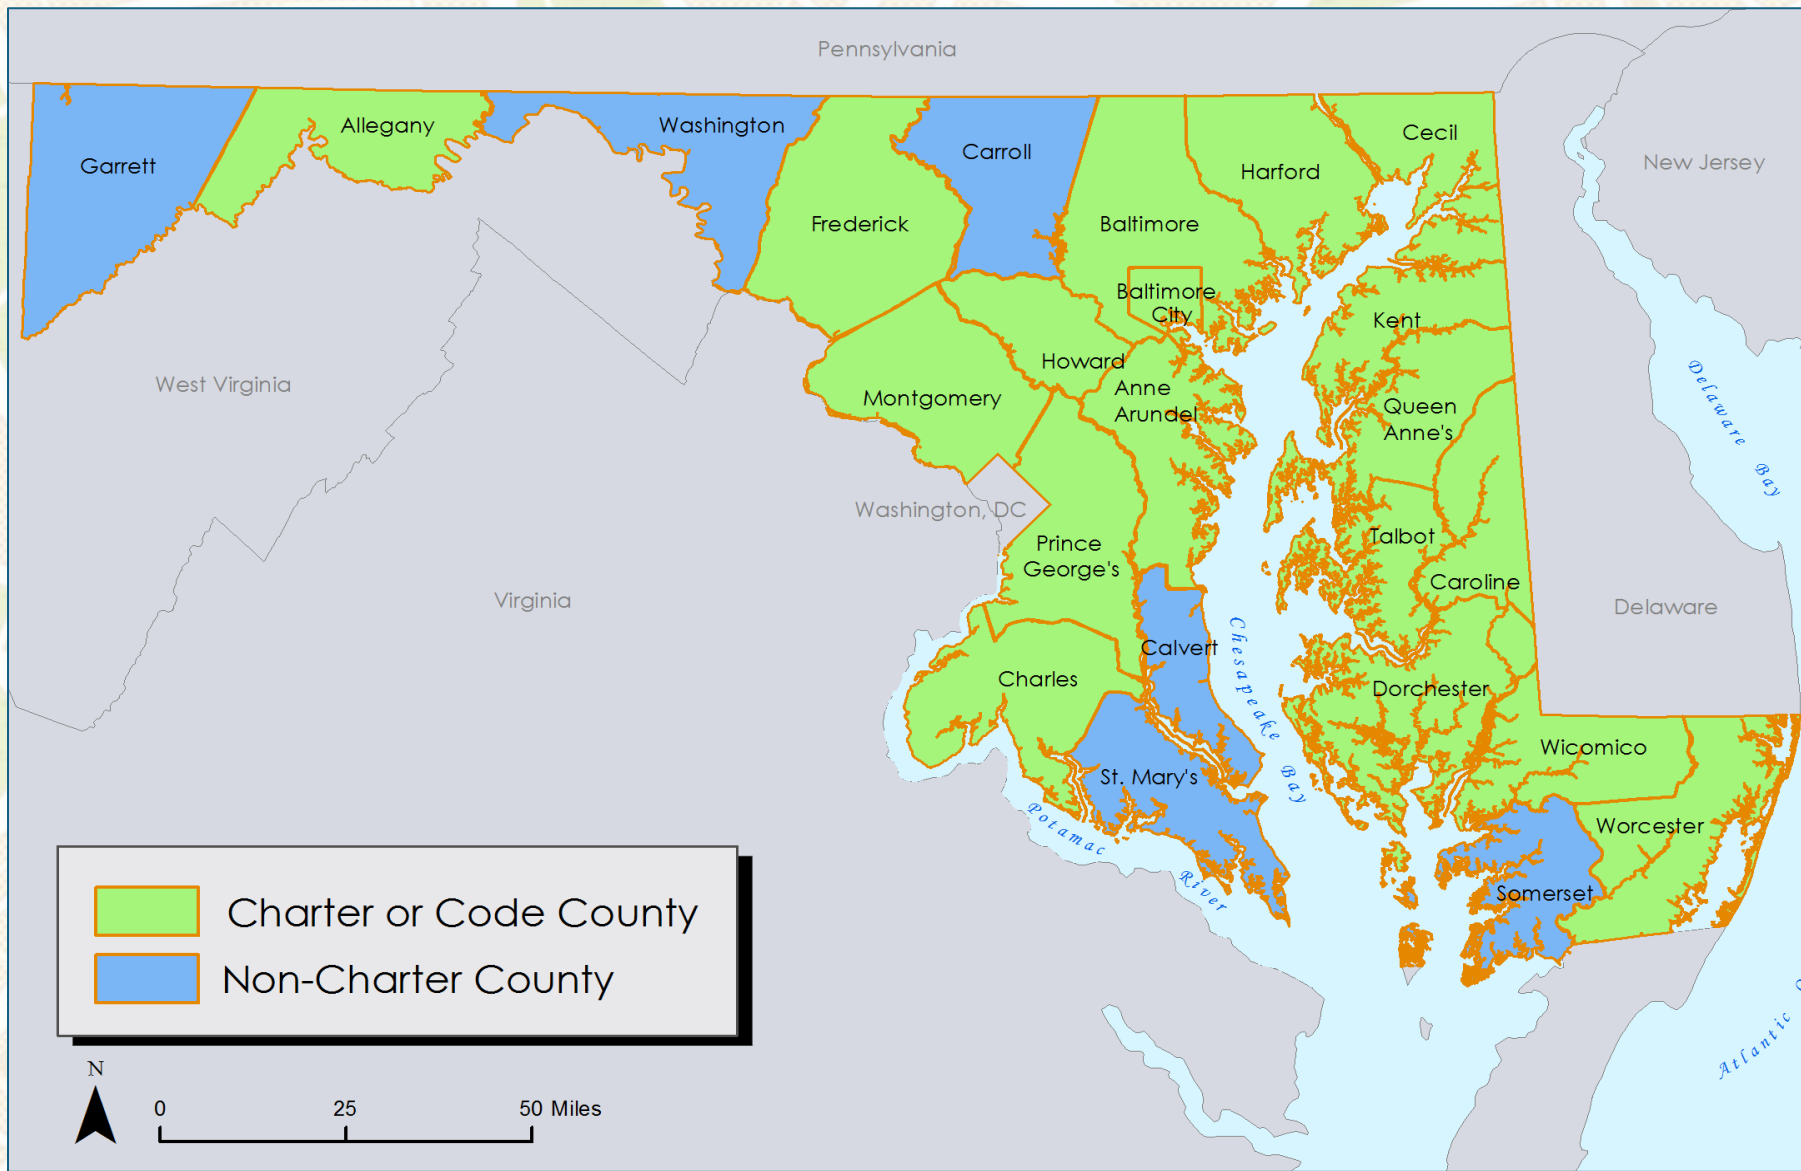 Pennsylvania
Allegany
Washington
Cecil
Garrett
Carroll
New Jersey
Harford
Frederick
Baltimore
Baltimore
City
Kent
West Virginia
Howard
Montgomery
Anne
Arundel
Queen
Anne's
Delaware Bay
Washington, DC
Talbot
Prince
George's
Caroline
Virginia
Delaware
Calvert
Chesapeake Bay
Charles
Dorchester
Wicomico
St. Mary's
Potamac
River
Worcester
Somerset
Charter or Code County
Non-Charter County
Atlantic
N
0 25 50 Miles